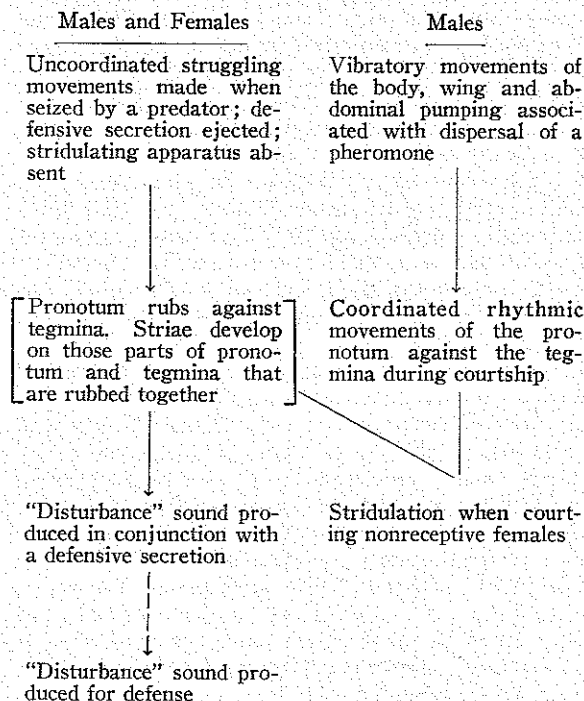 Males and Females
Uncoordinated struggling
movements made when
seized by a predator; de-
fensive secretion ejected;
stridulating apparatus ab-
sent
Males
Vibratory movements of
the body, wing and ab-
dominal pumping associ-
ated with dispersal of a
pheromone
Pronotum rubs against
tegmina. Striae develop
on those parts of prono-
tum and tegmina that
are rubbed together
Coordinated rhythmic
movements of the pro-
notum against the teg-
mina during courtship
"Disturbance" sound pro-
duced in conjunction with
a defensive secretion
Stridulation when court-
ing nonreceptive females
"Disturbance" sound pro-
duced for defense